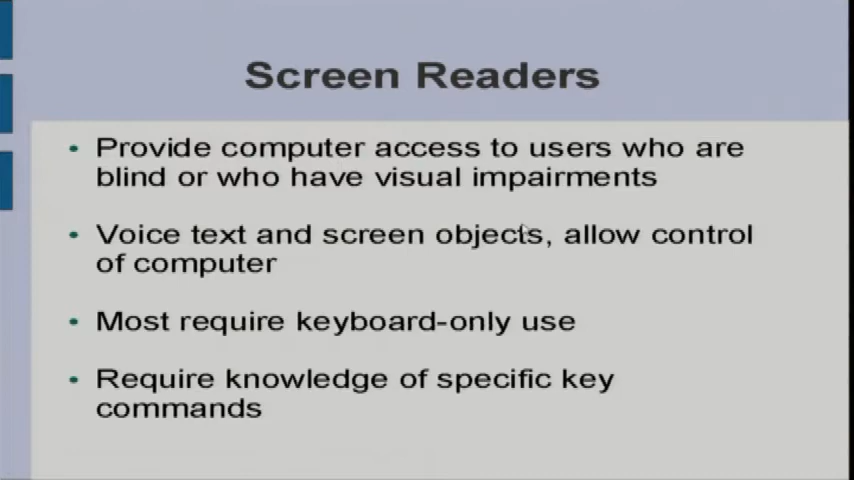 Screen Readers
• Provide computer access to users who are
blind or who have visual impairments
• Voice text and screen objects, allow control
of computer
• Most require keyboard-only use
• Require knowledge of specific key
commands